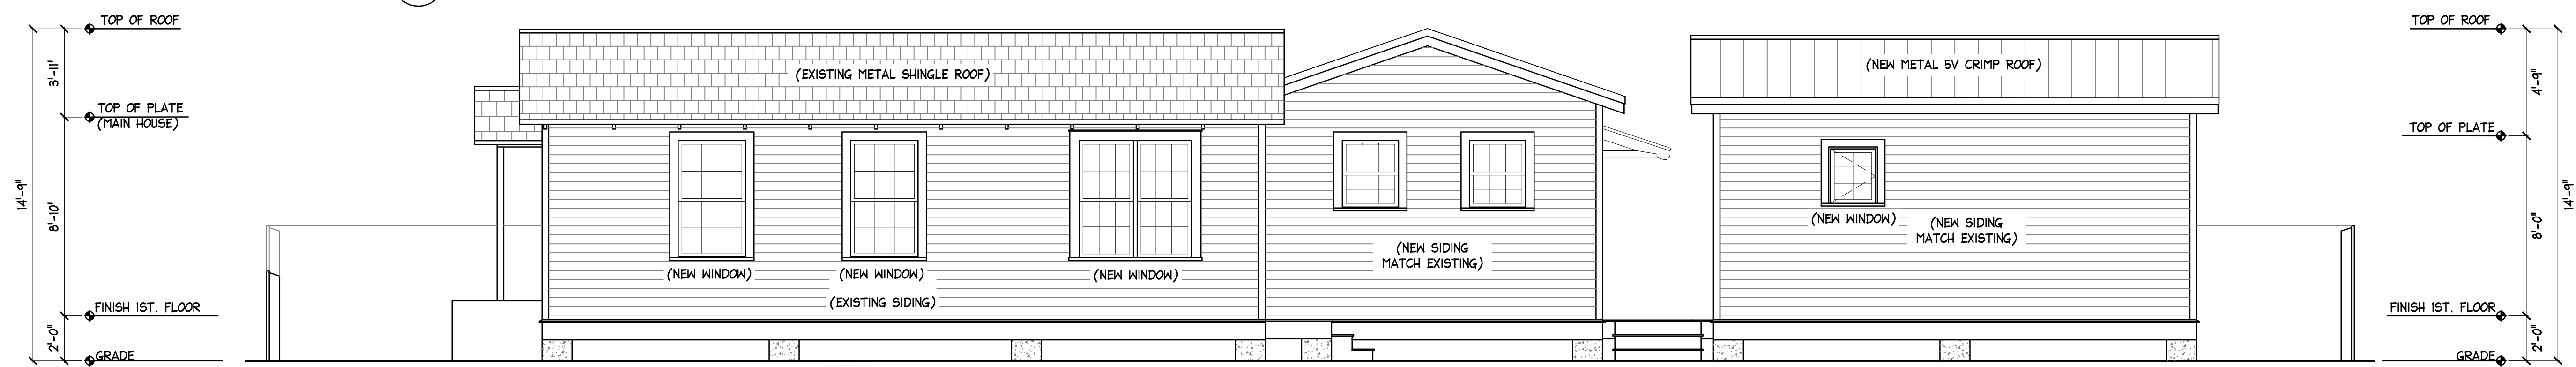 TOP OF ROOF
3'-11"
TOP OF PLATE
(MAIN HOUSE)
14'-9"
8'-10"
FINISH 1ST. FLOOR
2'-0"
GRADE
(EXISTING METAL SHINGLE ROOF)
(NEW WINDOW)
(NEW WINDOW)
(NEW WINDOW)
(EXISTING SIDING)
(NEW SIDING
MATCH EXISTING)
(NEW METAL 5V CRIMP ROOF)
(NEW WINDOW)
(NEW SIDING
MATCH EXISTING)
TOP OF ROOF
4'-9"
TOP OF PLATE
14'-9"
8'-0"
FINISH 1ST. FLOOR
2'-0"
GRADE